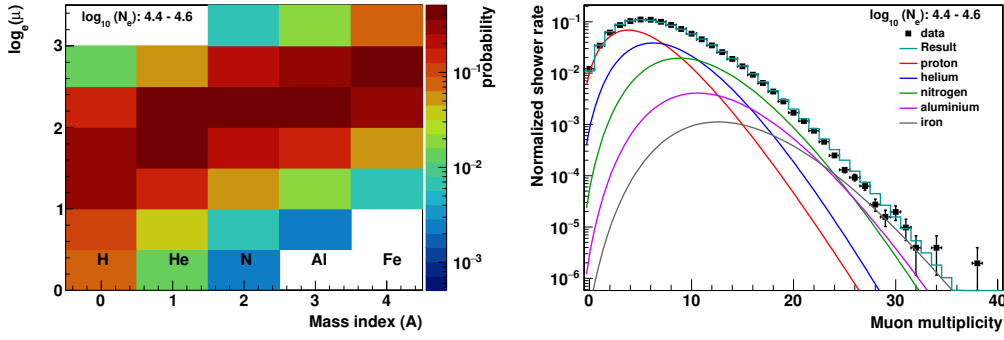 log10 (Ne): 4.4 - 4.6
loge(μ)
3
2
1
0
H He N Al Fe
0 1 2 3 4
Mass index (A)
10⁻¹
10⁻²
10⁻³
probability
log10 (Ne): 4.4 - 4.6
data
Result
proton
helium
nitrogen
aluminium
iron
Normalized shower rate
10⁻¹
10⁻²
10⁻³
10⁻⁴
10⁻⁵
10⁻⁶
0 10 20 30 40
Muon multiplicity